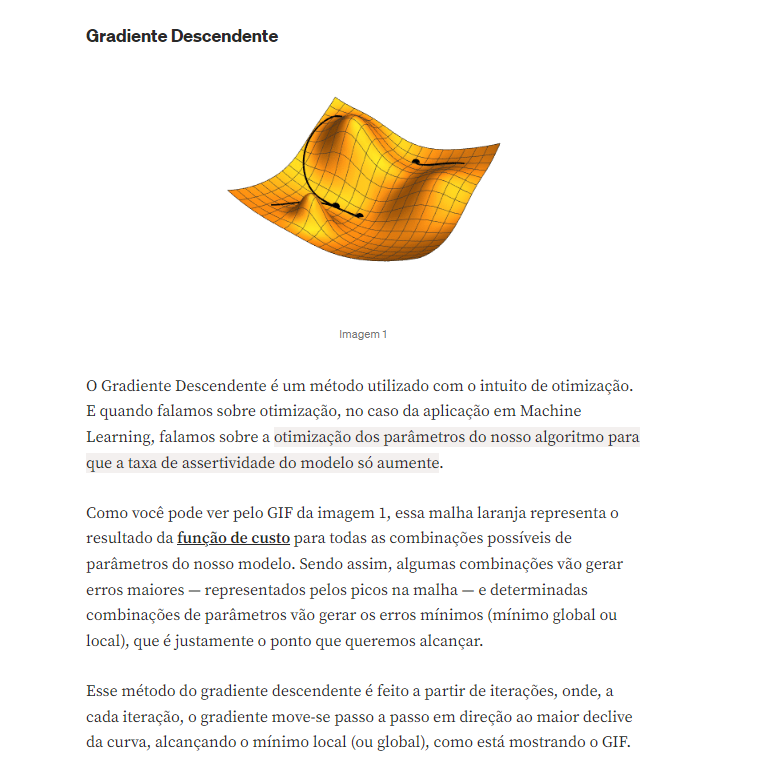 Gradiente Descendente
Imagem 1
O Gradiente Descendente é um método utilizado com o intuito de otimização.
E quando falamos sobre otimização, no caso da aplicação em Machine
Learning, falamos sobre a otimização dos parâmetros do nosso algoritmo para
que a taxa de assertividade do modelo só aumente.
Como você pode ver pelo GIF da imagem 1, essa malha laranja representa o
resultado da função de custo para todas as combinações possíveis de
parâmetros do nosso modelo. Sendo assim, algumas combinações vão gerar
erros maiores — representados pelos picos na malha — e determinadas
combinações de parâmetros vão gerar os erros mínimos (mínimo global ou
local), que é justamente o ponto que queremos alcançar.
Esse método do gradiente descendente é feito a partir de iterações, onde, a
cada iteração, o gradiente move-se passo a passo em direção ao maior declive
da curva, alcançando o mínimo local (ou global), como está mostrando o GIF.